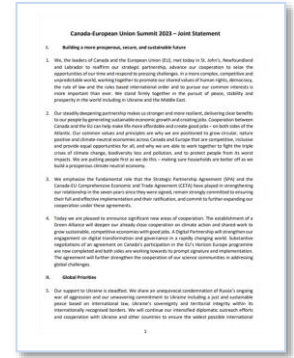 Canada-European Union Summit 2023 – Joint Statement
I. Building a more prosperous, secure, and sustainable future
1. We, the leaders of Canada and the European Union (EU), met today in St. John's, Newfoundland
and Labrador to reaffirm our strategic partnership, advance our cooperation to seize the
opportunities of our time and respond to pressing challenges. In a more complex, competitive and
unpredictable world, working together to promote our shared values of human rights, democracy,
the rule of law and the rules based international order and to pursue our common interests is
more important than ever. We stand firmly together in the pursuit of peace, stability and
prosperity in the world including in Ukraine and the Middle East.
2. Our steadily deepening partnership makes us stronger and more resilient, delivering clear benefits
to our people by generating sustainable economic growth and creating jobs. Cooperation between
Canada and the EU can help make life more affordable and create good jobs – on both sides of the
Atlantic. Our common values and principles are why we are positioned to grow circular, nature
positive and climate neutral economies across Canada and Europe that are competitive, inclusive
and provide equal opportunities for all, and why we are able to work together to fight the triple
crises of climate change, biodiversity loss and pollution, and to protect people from its worst
impacts. We are putting people first as we do this – making sure households are better off as we
build a prosperous climate neutral economy.
3. We emphasize the fundamental role that the Strategic Partnership Agreement (SPA) and the
Canada-EU Comprehensive Economic and Trade Agreement (CETA) have played in strengthening
our relationship in the seven years since they were signed, remain strongly committed to ensuring
their full and effective implementation and their ratification, and commit to further expanding our
cooperation under these agreements.
4. Today we are pleased to announce significant new areas of cooperation. The establishment of a
Green Alliance will deepen our already close cooperation on climate action and shared work to
grow sustainable, competitive economies with good jobs. A Digital Partnership will strengthen our
engagement on digital transformation and governance in a rapidly changing world. Substantive
negotiations of an agreement on Canada's participation in the EU's Horizon Europe programme
are now completed and both sides are working towards its prompt signature and implementation.
The agreement will further strengthen the cooperation of our science communities in addressing
global challenges.
II. Global Priorities
5. Our support to Ukraine is steadfast. We share an unequivocal condemnation of Russia's ongoing
war of aggression and our unwavering commitment to Ukraine including a just and sustainable
peace based on international law, Ukraine's sovereignty and territorial integrity within its
internationally recognised borders. We will continue our intensified diplomatic outreach efforts
and cooperation with Ukraine and other countries to ensure the widest possible international
1